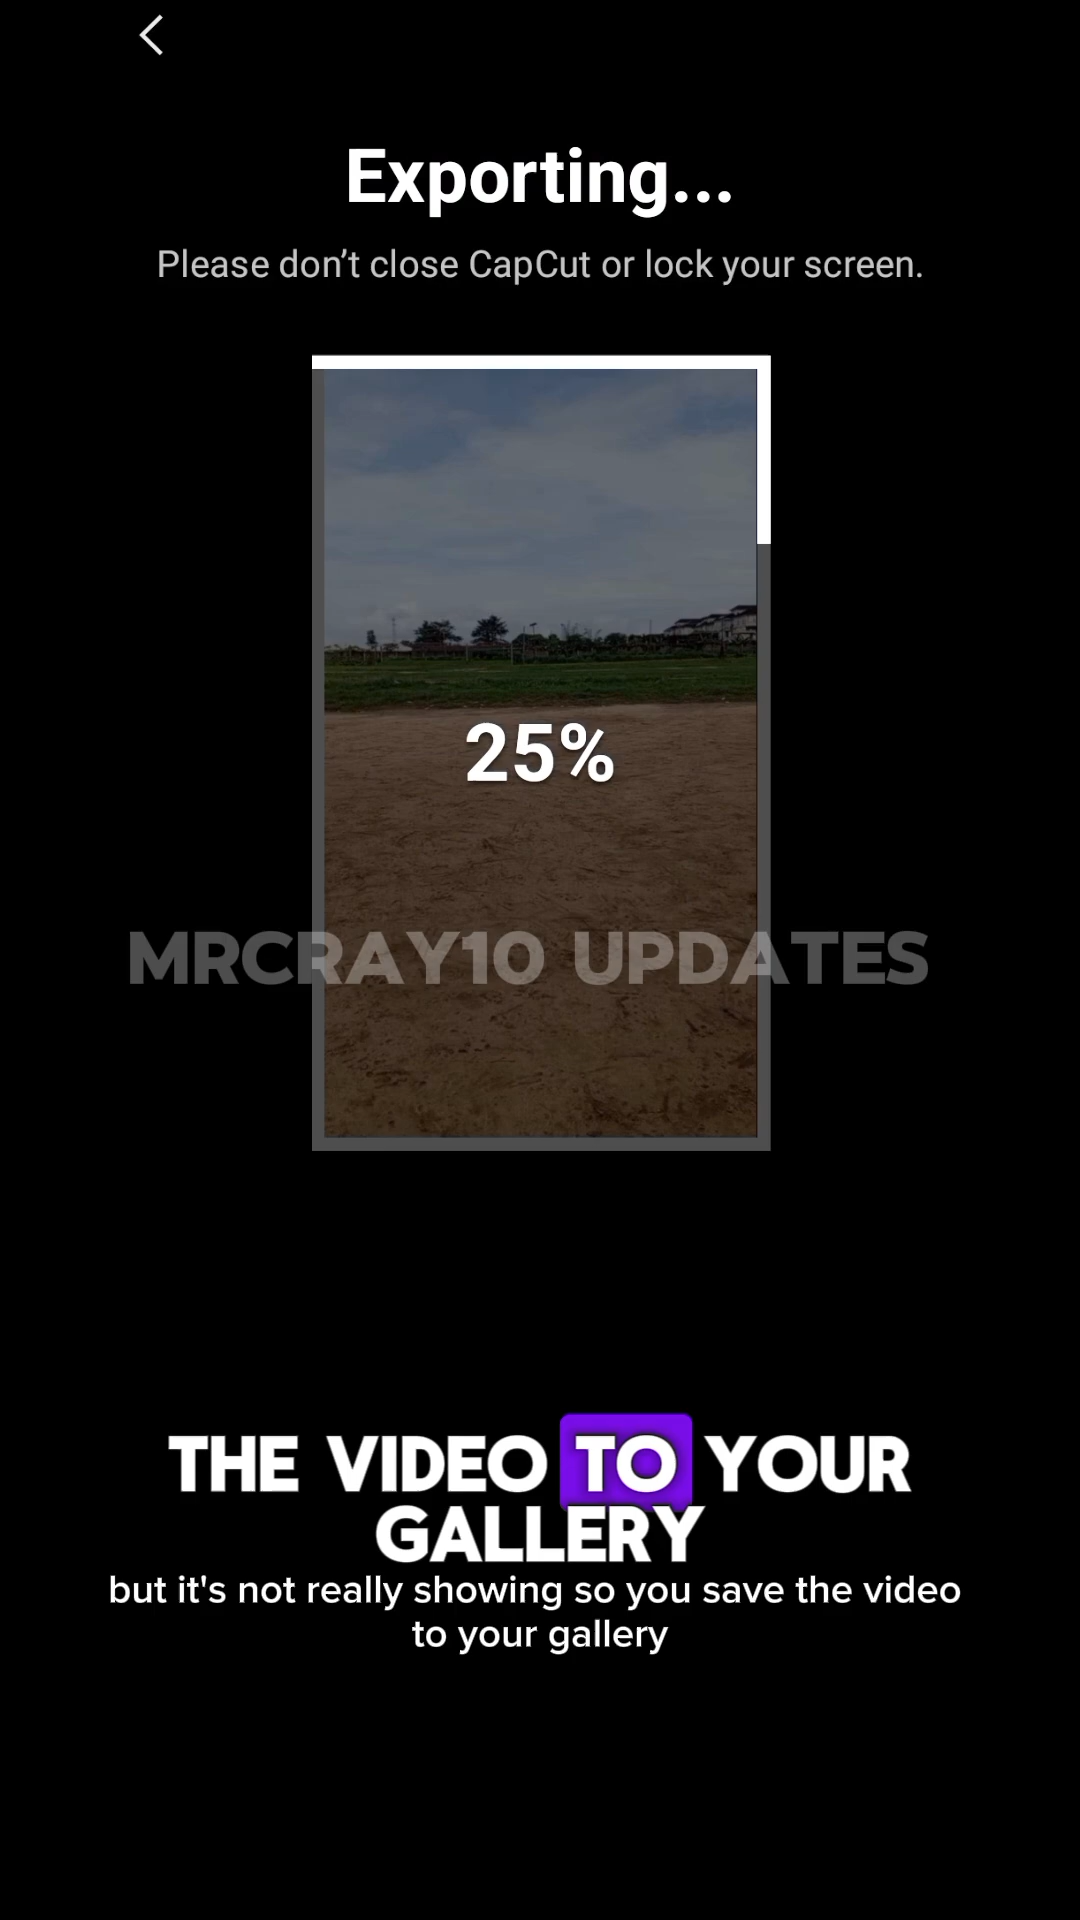 Exporting...
Please don’t close CapCut or lock your screen.
25%
MRCRAY10 UPDATES
THE VIDEO TO YOUR
GALLERY
but it's not really showing so you save the video
to your gallery